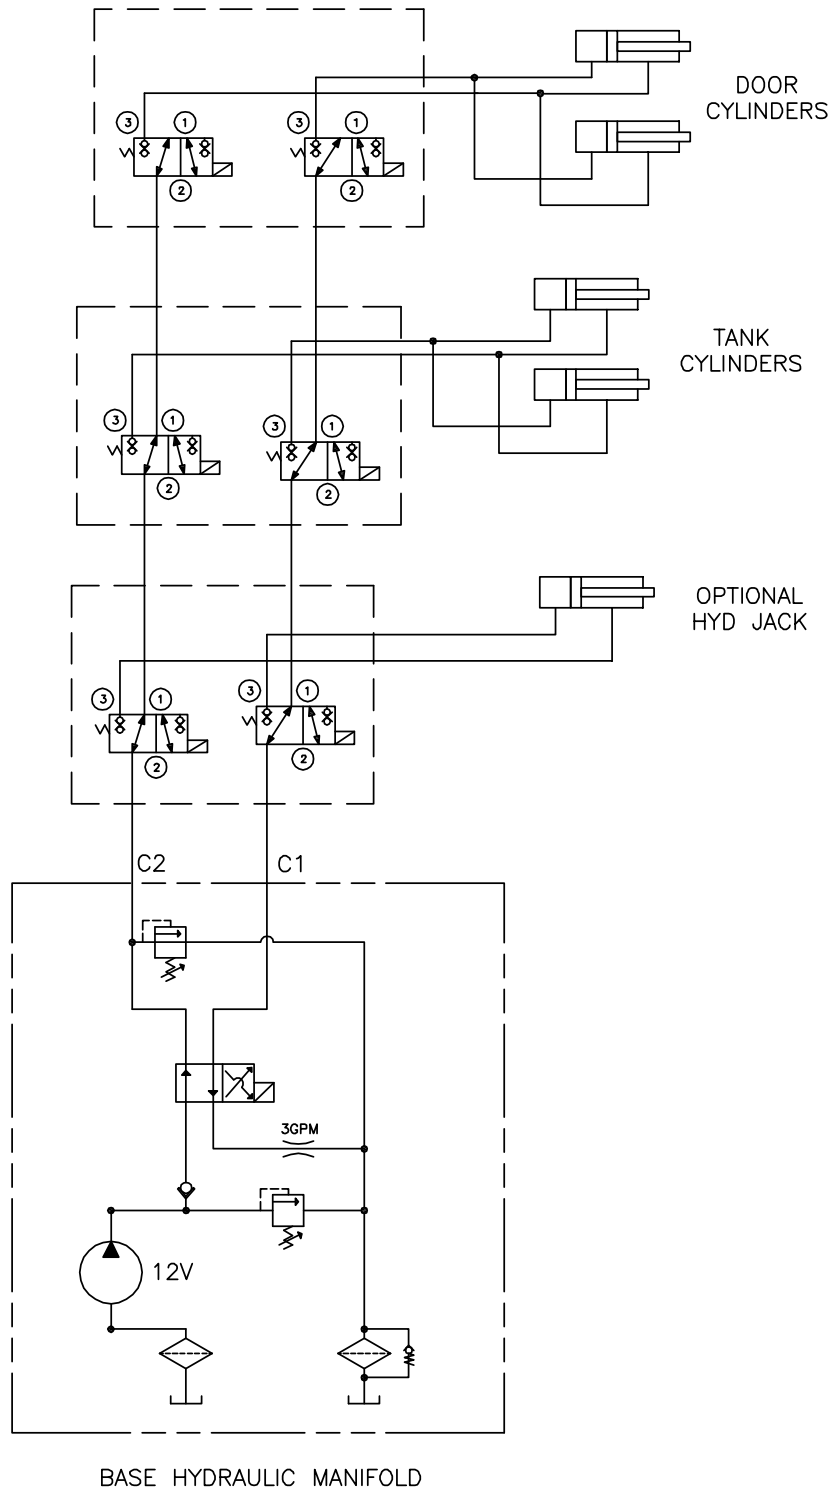 DOOR
CYLINDERS
3
1
3
1
2
2
TANK
CYLINDERS
3
1
3
1
2
2
OPTIONAL
HYD JACK
3
1
3
1
2
2
C2
C1
3GPM
12V
BASE HYDRAULIC MANIFOLD